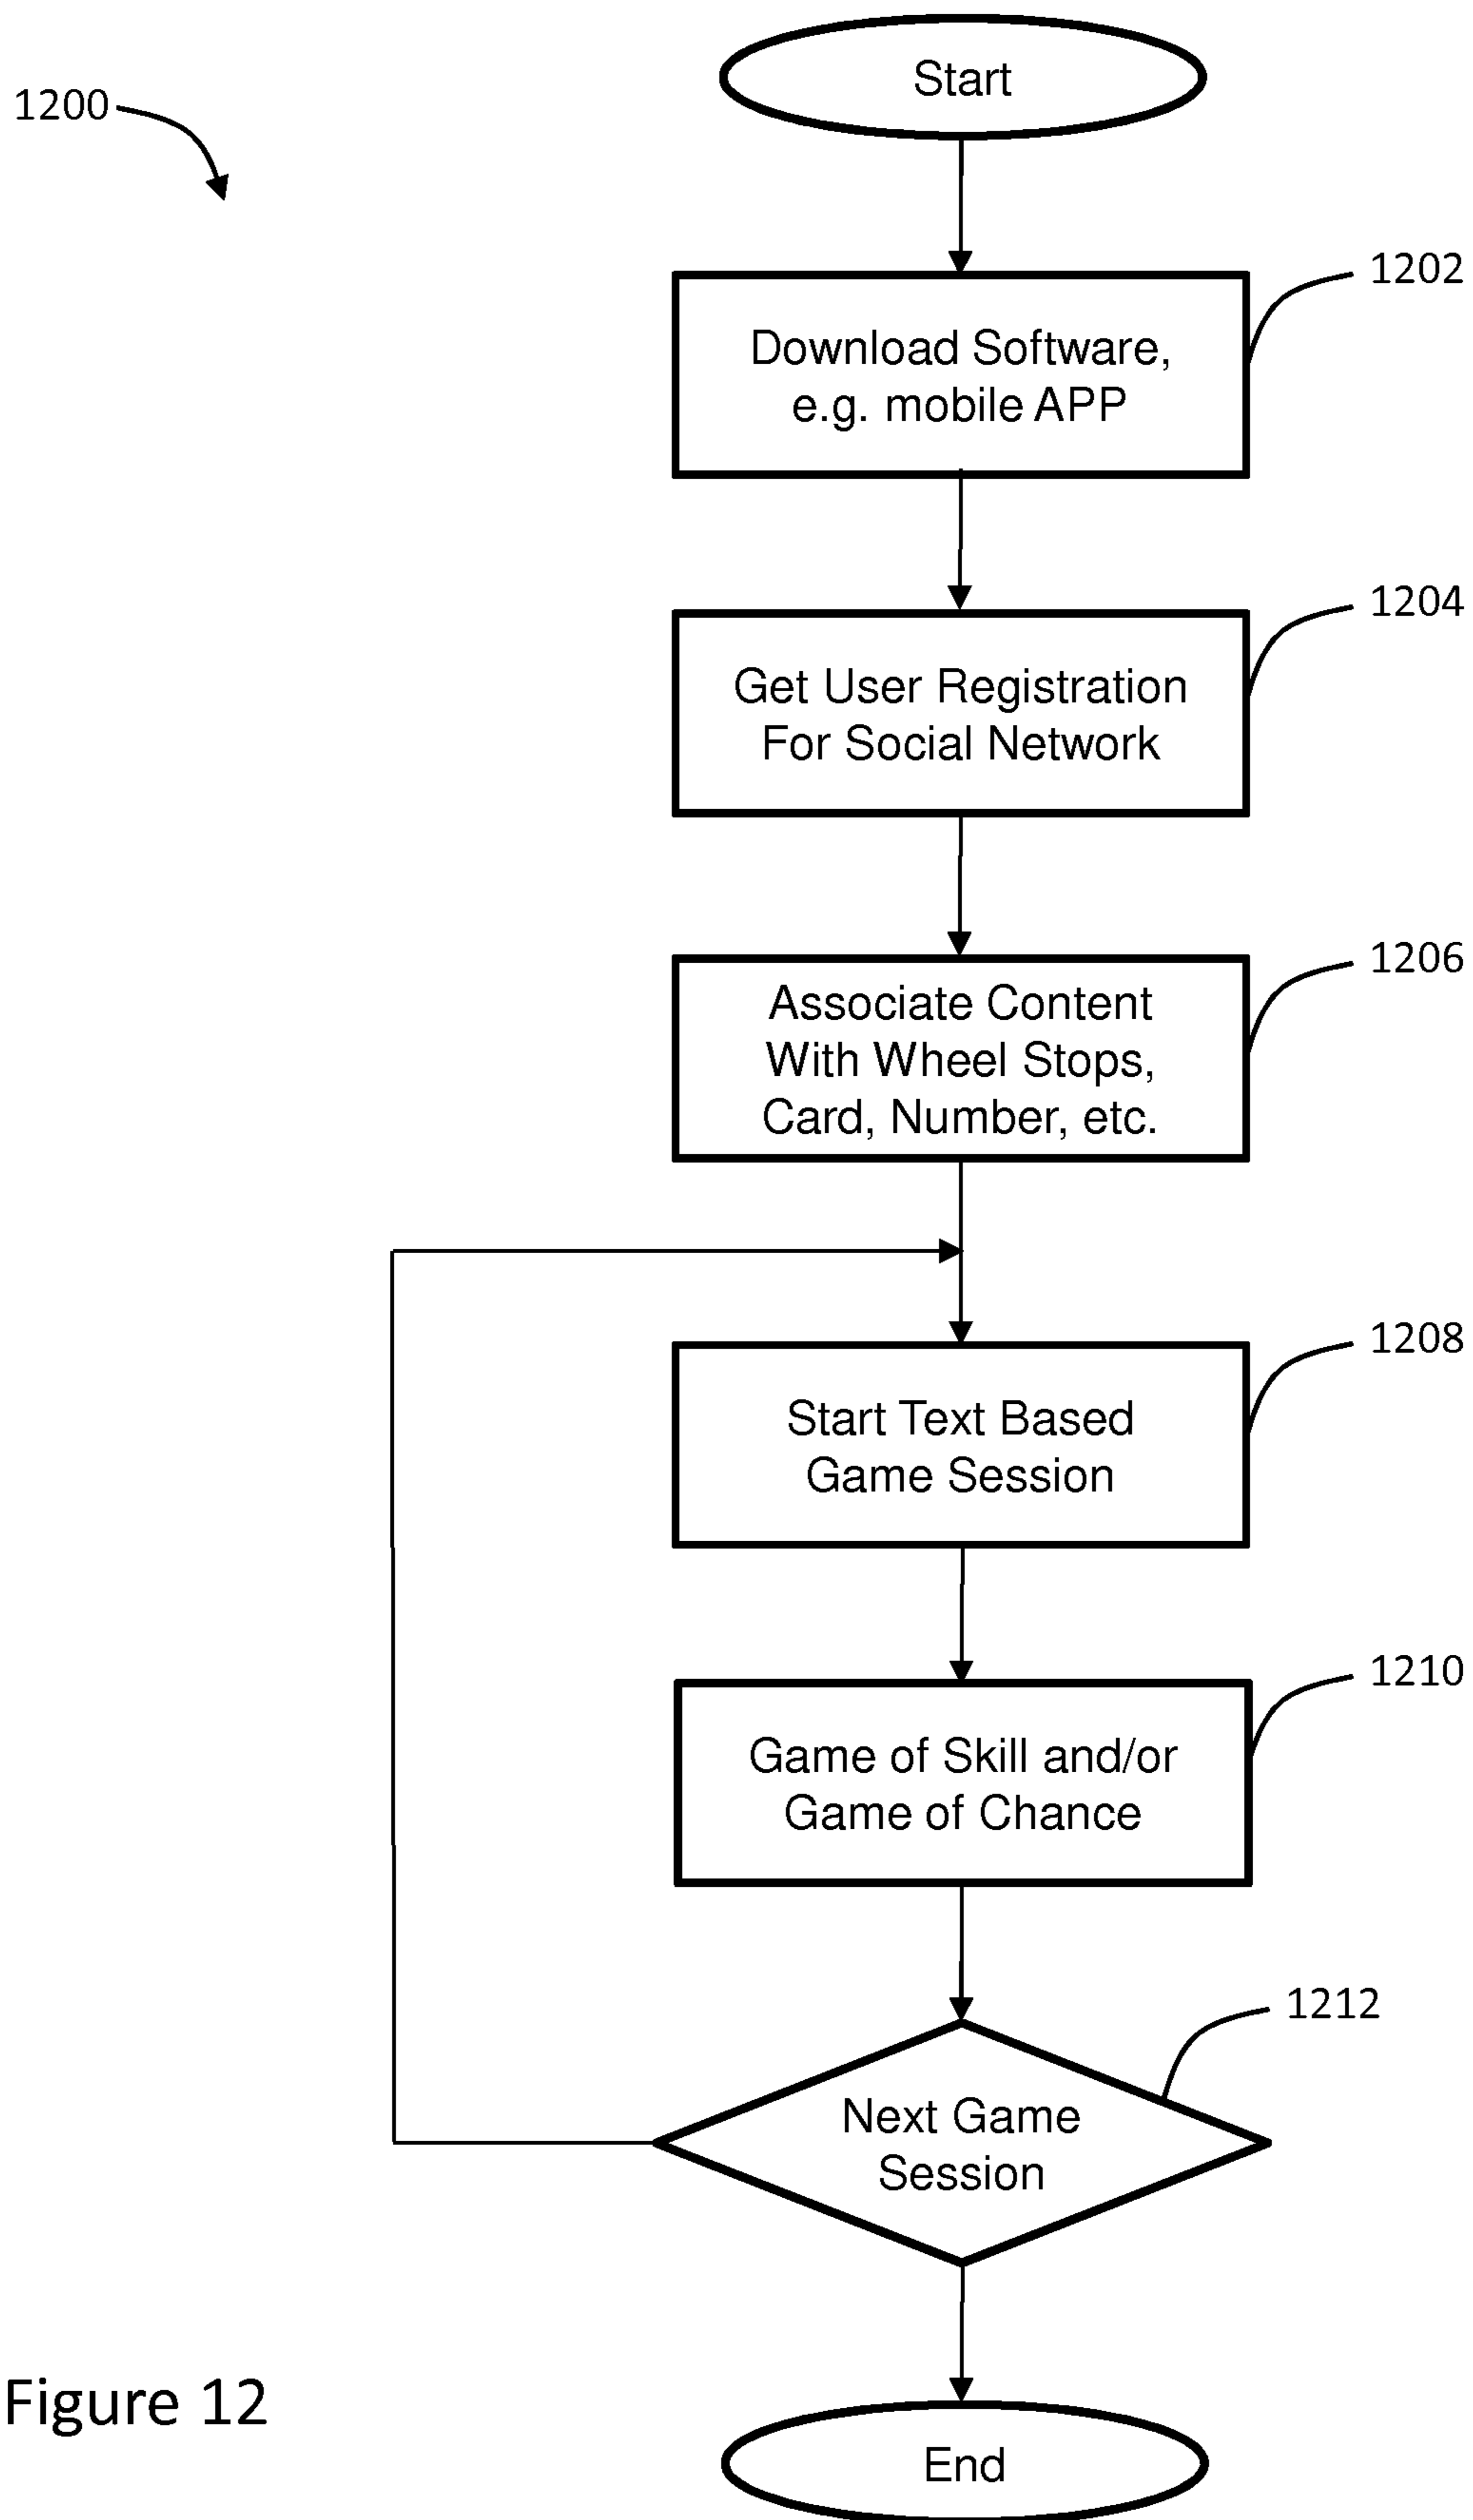 Start
1200
1202
Download Software,
e.g. mobile APP
1204
Get User Registration
For Social Network
1206
Associate Content
With Wheel Stops,
Card, Number, etc.
1208
Start Text Based
Game Session
1210
Game of Skill and/or
Game of Chance
1212
Next Game
Session
Figure 12
End